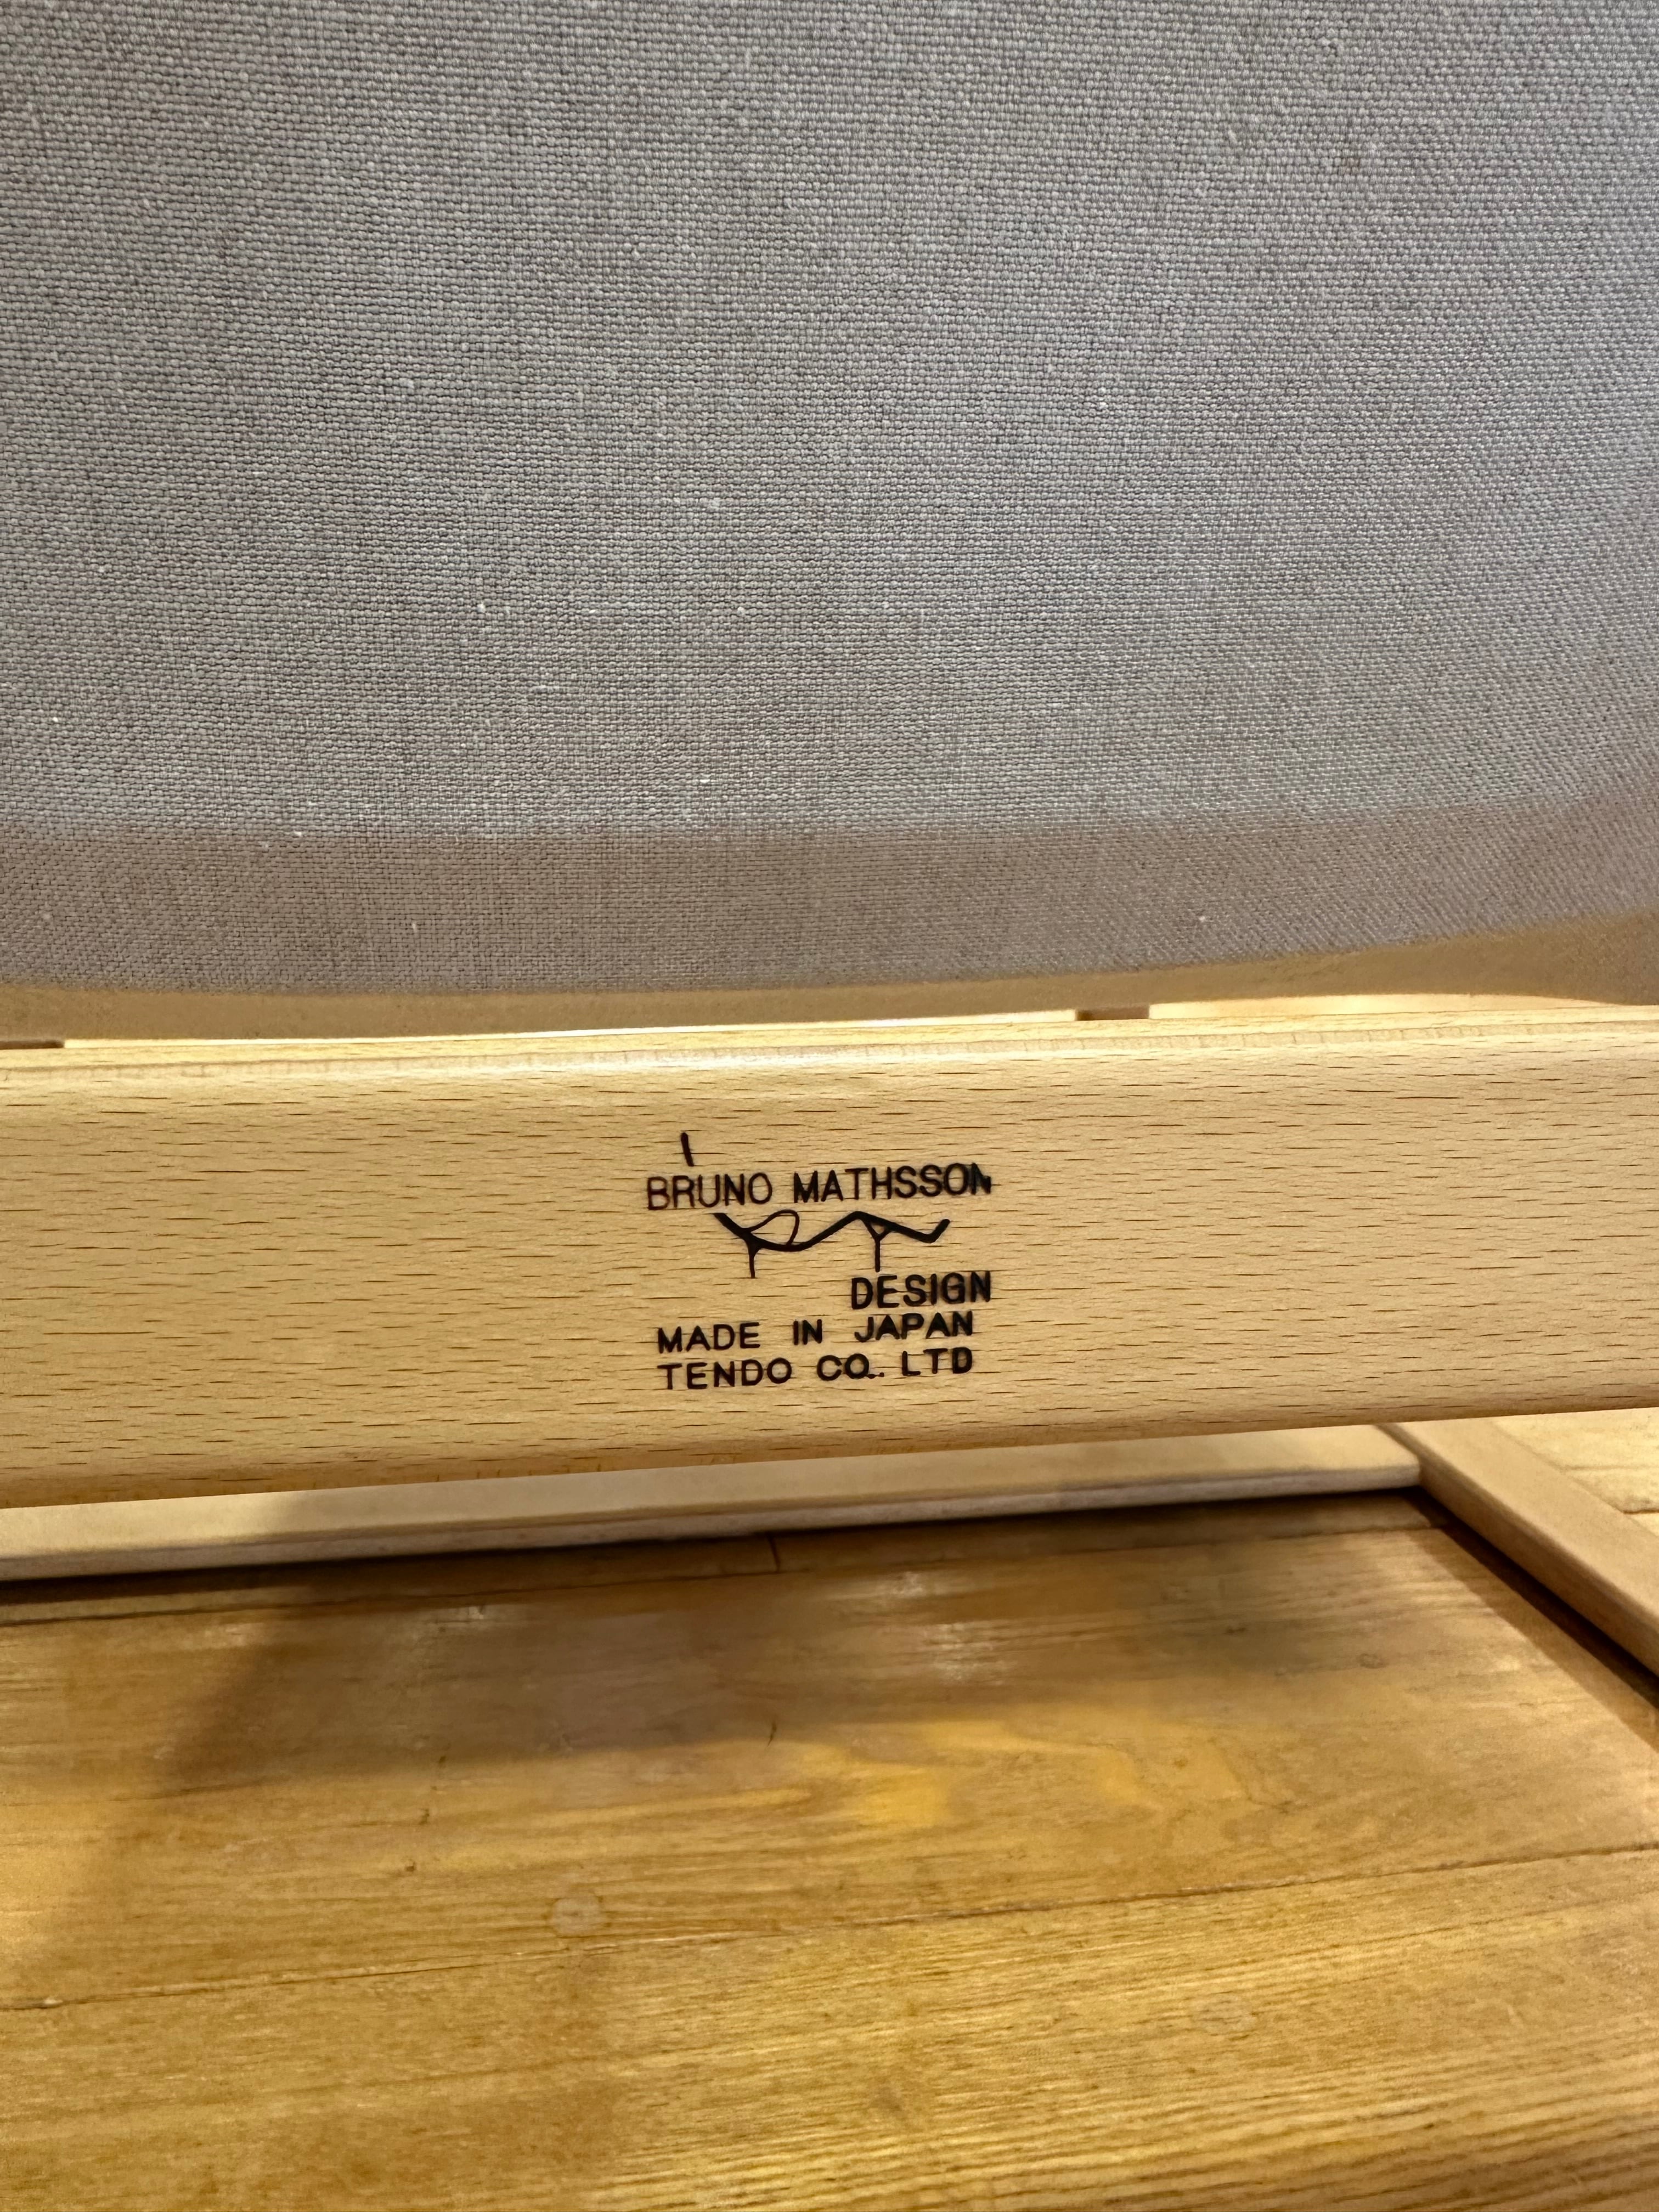 BRUNO MATHSSON
DESIGN
MADE IN JAPAN
TENDO CO., LTD